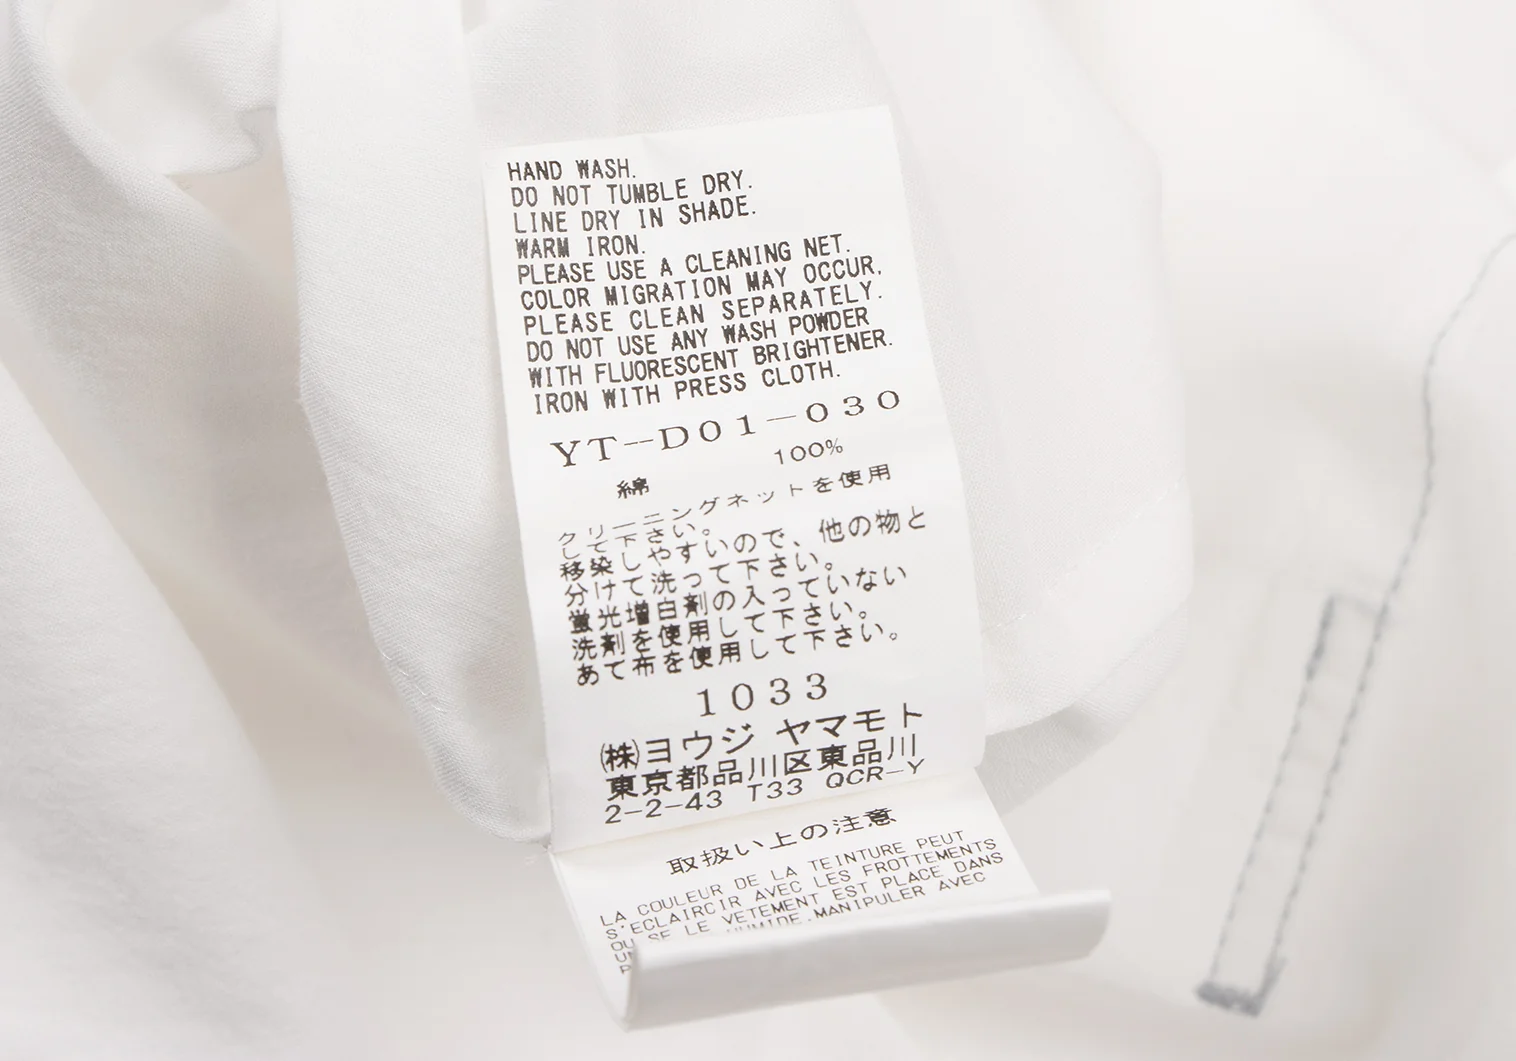 HAND WASH.
DO NOT TUMBLE DRY.
LINE DRY IN SHADE.
WARM IRON.
PLEASE USE A CLEANING NET.
COLOR MIGRATION MAY OCCUR,
PLEASE CLEAN SEPARATELY.
DO NOT USE ANY WASH POWDER
WITH FLUORESCENT BRIGHTENER.
IRON WITH PRESS CLOTH.
YT-D01-030
綿 100%
クリーニングネットを使用
して下さい。
移染しやすいので、他の物と
分けて洗って下さい。
蛍光増白剤の入っていない
洗剤を使用して下さい。
あて布を使用して下さい。
1033
㈱ヨウジ ヤマモト
東京都品川区東品川
2-2-43 T33 QCR-Y
取扱い上の注意
LA COULEUR DE LA TEINTURE PEUT
S'ECLAIRCIR AVEC LES FROTTEMENTS
OU SE LE VETEMENT EST PLACE DANS
HUMIDE.MANIPULER AVEC